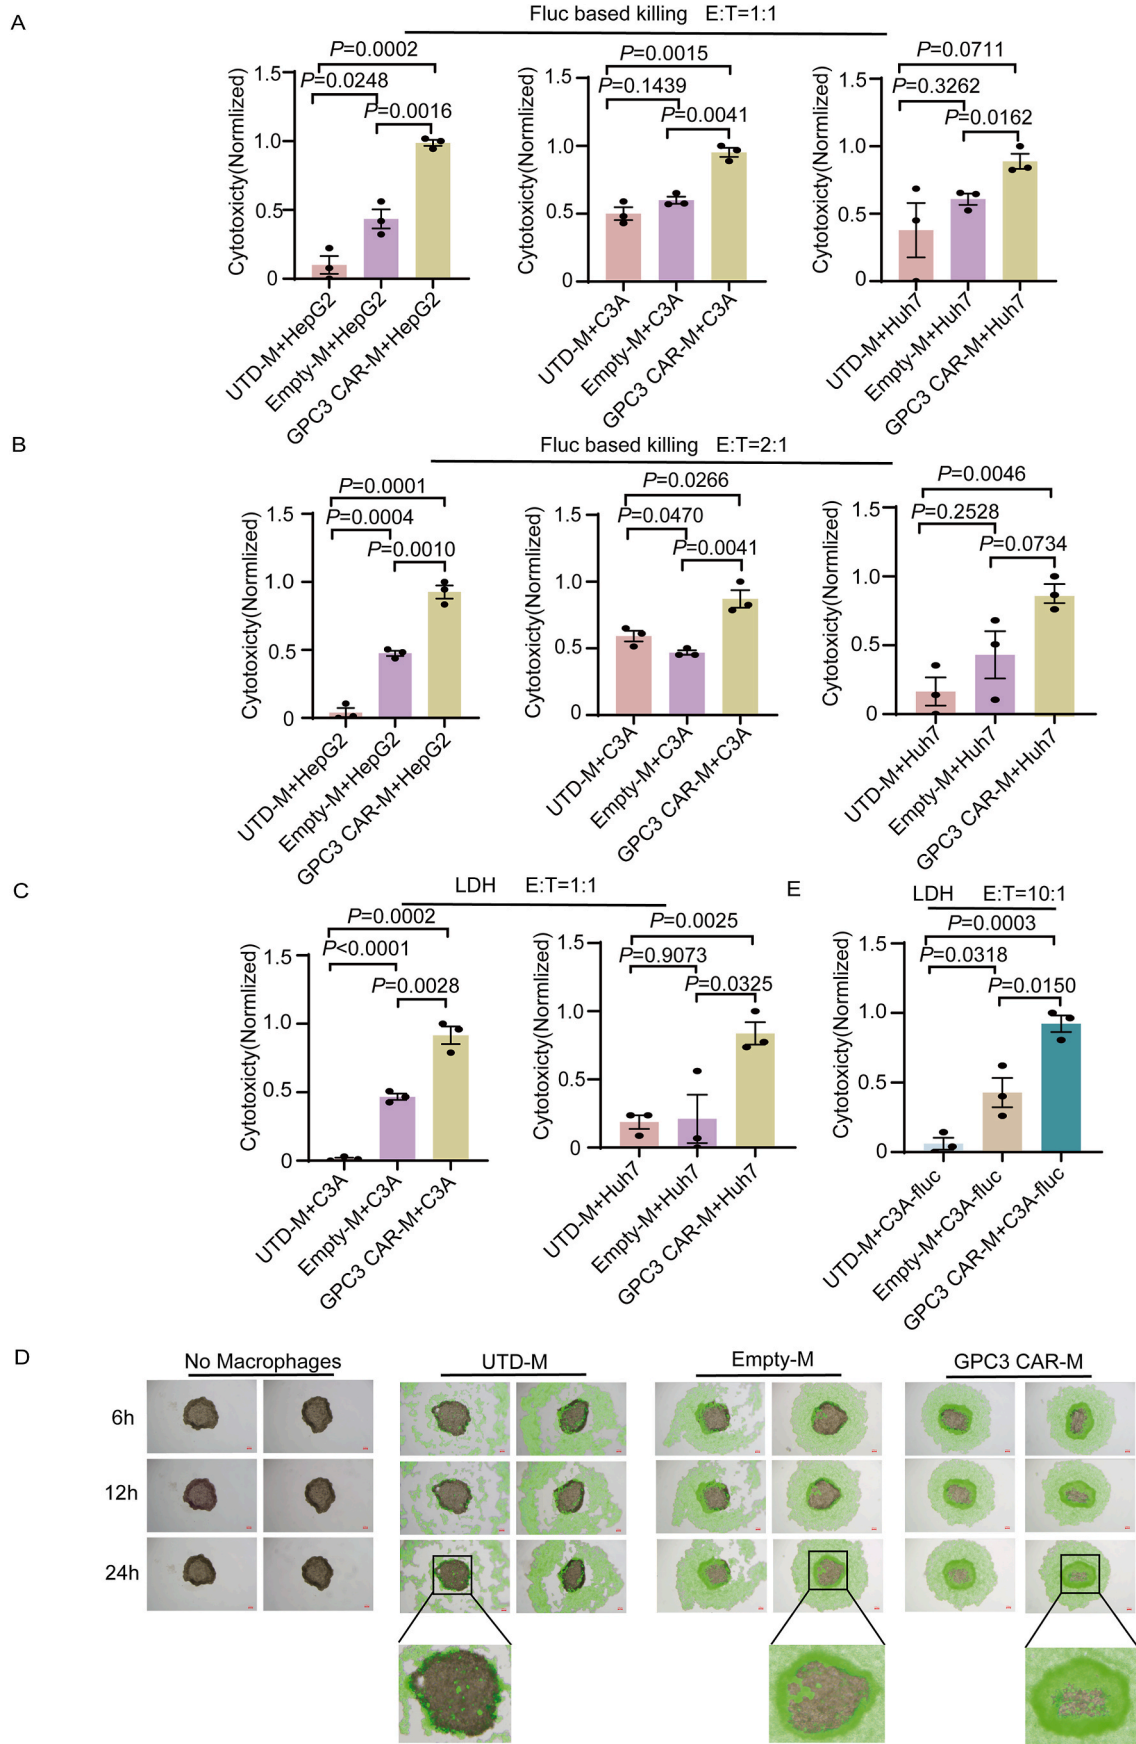 A
Fluc based killing E:T=1:1
P=0.0002
P=0.0248
P=0.0016
Cytotoxicty(Normlized)
1.5
1.0
0.5
0
UTD-M+HepG2
Empty-M+HepG2
GPC3 CAR-M+HepG2
P=0.0015
P=0.1439
P=0.0041
Cytotoxicty(Normlized)
1.5
1.0
0.5
0
UTD-M+C3A
Empty-M+C3A
GPC3 CAR-M+C3A
P=0.0711
P=0.3262
P=0.0162
Cytotoxicty(Normlized)
1.5
1.0
0.5
0
UTD-M+Huh7
Empty-M+Huh7
GPC3 CAR-M+Huh7
B
Fluc based killing E:T=2:1
P=0.0001
P=0.0004
P=0.0010
Cytotoxicty(Normlized)
1.5
1.0
0.5
0
UTD-M+HepG2
Empty-M+HepG2
GPC3 CAR-M+HepG2
P=0.0266
P=0.0470
P=0.0041
Cytotoxicty(Normlized)
1.5
1.0
0.5
0
UTD-M+C3A
Empty-M+C3A
GPC3 CAR-M+C3A
P=0.0046
P=0.2528
P=0.0734
Cytotoxicty(Normlized)
1.5
1.0
0.5
0
UTD-M+Huh7
Empty-M+Huh7
GPC3 CAR-M+Huh7
C
LDH E:T=1:1
P=0.0002
P<0.0001
P=0.0028
Cytotoxicty(Normlized)
1.5
1.0
0.5
0
UTD-M+C3A
Empty-M+C3A
GPC3 CAR-M+C3A
P=0.0025
P=0.9073
P=0.0325
Cytotoxicty(Normlized)
1.5
1.0
0.5
0
UTD-M+Huh7
Empty-M+Huh7
GPC3 CAR-M+Huh7
E
LDH E:T=10:1
P=0.0003
P=0.0318
P=0.0150
Cytotoxicty(Normlized)
1.5
1.0
0.5
0
UTD-M+C3A-fluc
Empty-M+C3A-fluc
GPC3 CAR-M+C3A-fluc
D
No Macrophages
UTD-M
Empty-M
GPC3 CAR-M
6h
12h
24h